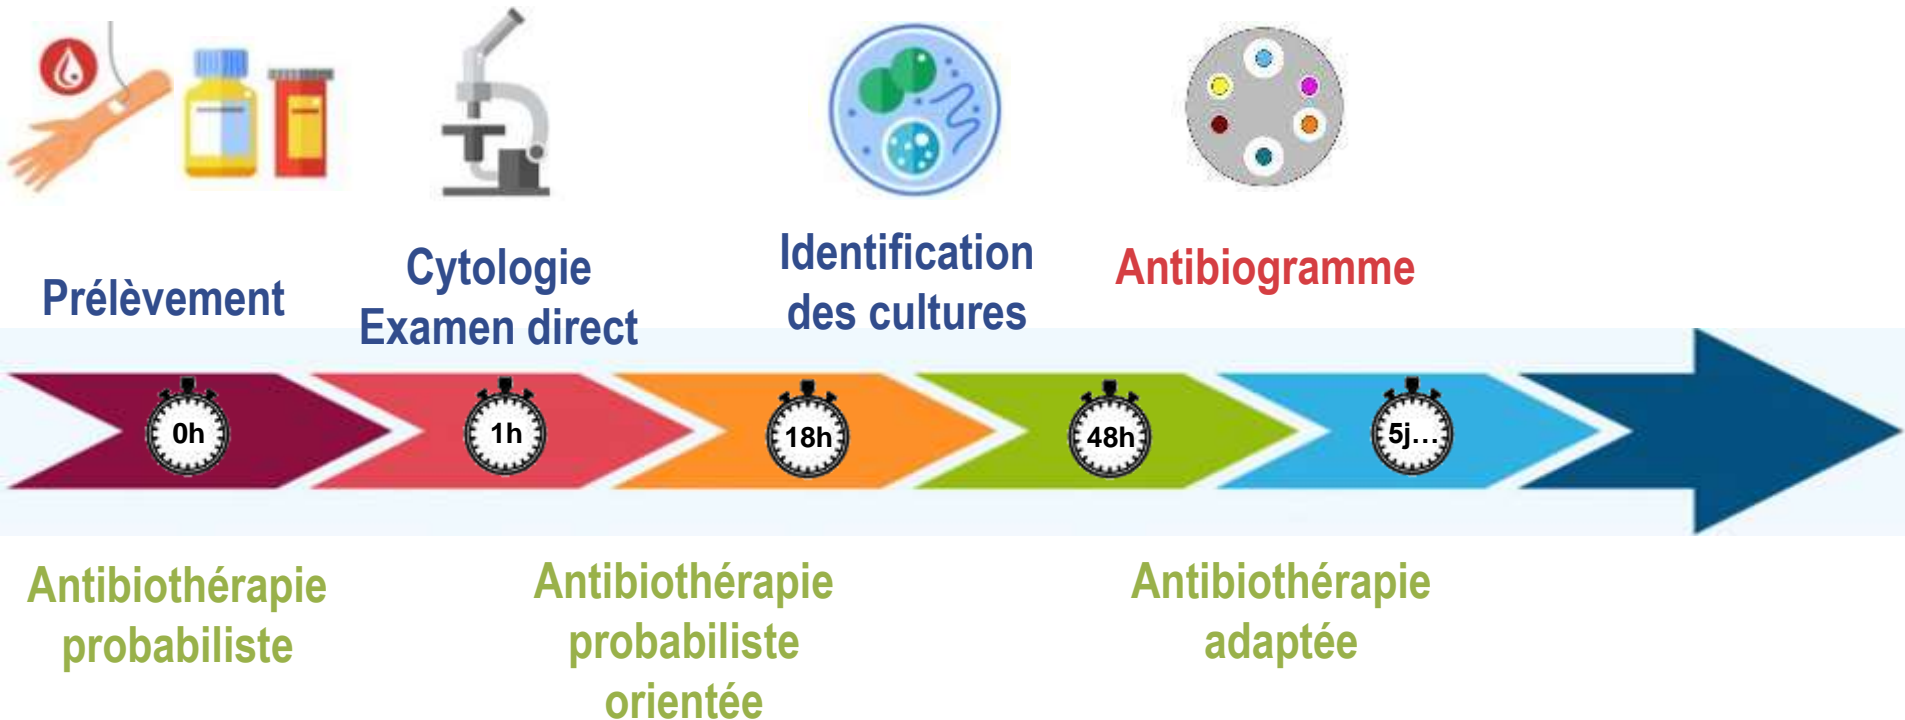 Prélèvement
Cytologie
Examen direct
Identification
des cultures
Antibiogramme
0h
1h
18h
48h
5j...
Antibiothérapie
probabiliste
Antibiothérapie
probabiliste
orientée
Antibiothérapie
adaptée